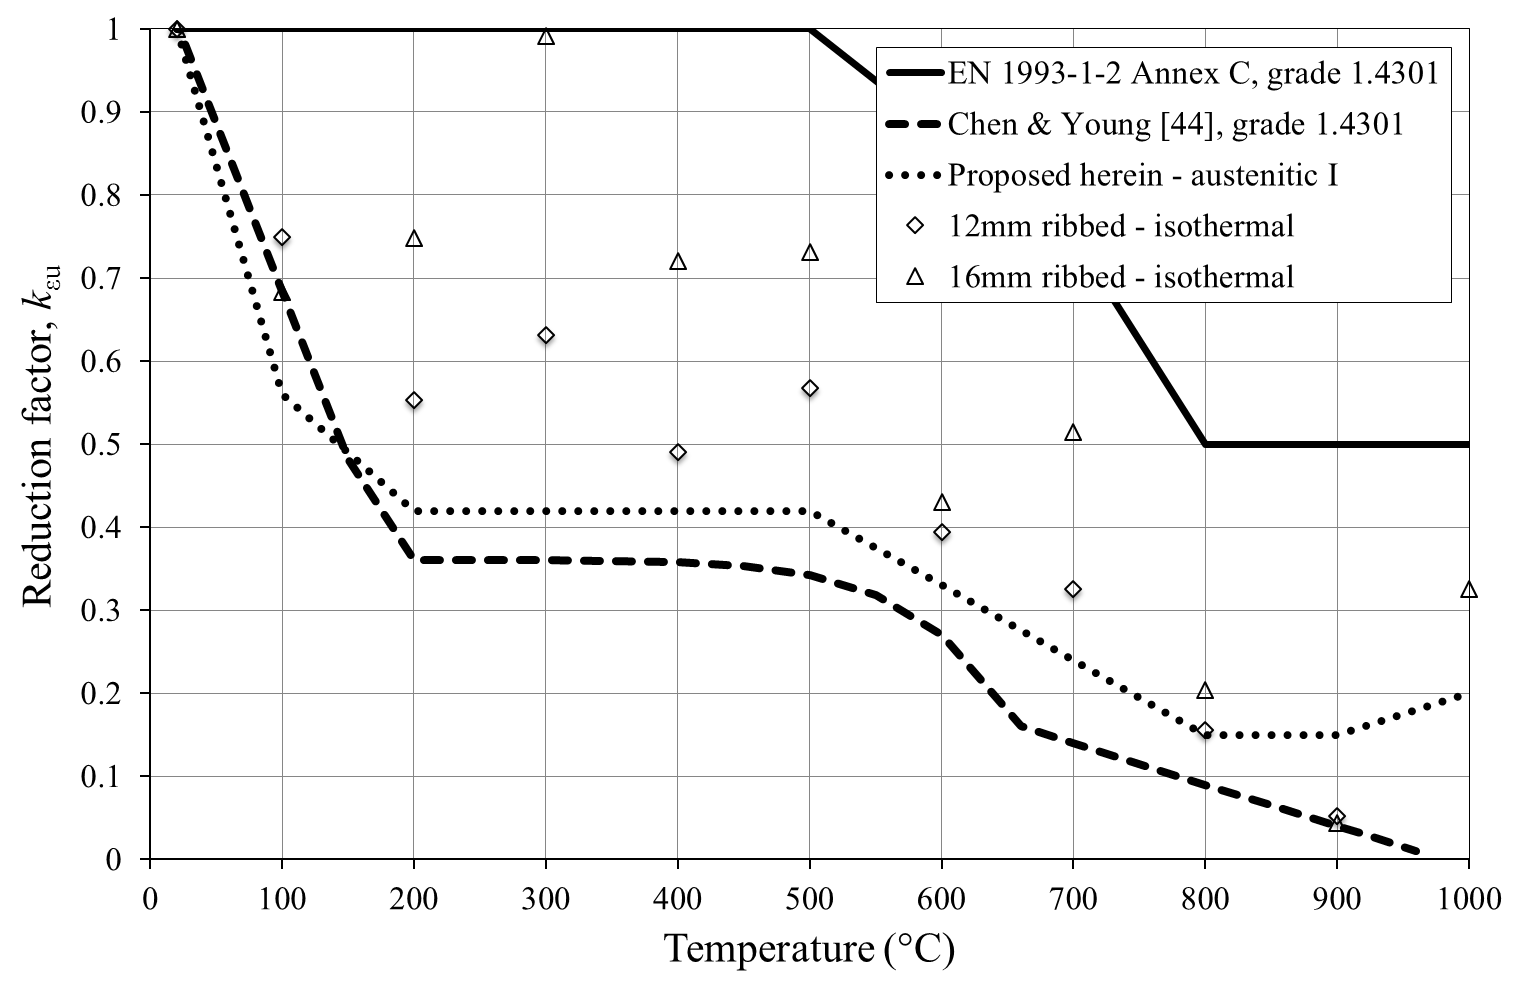 EN 1993-1-2 Annex C, grade 1.4301
Chen & Young [44], grade 1.4301
Proposed herein - austenitic I
12mm ribbed - isothermal
16mm ribbed - isothermal
Reduction factor, kεu
1
0.9
0.8
0.7
0.6
0.5
0.4
0.3
0.2
0.1
0
0 100 200 300 400 500 600 700 800 900 1000
Temperature (°C)